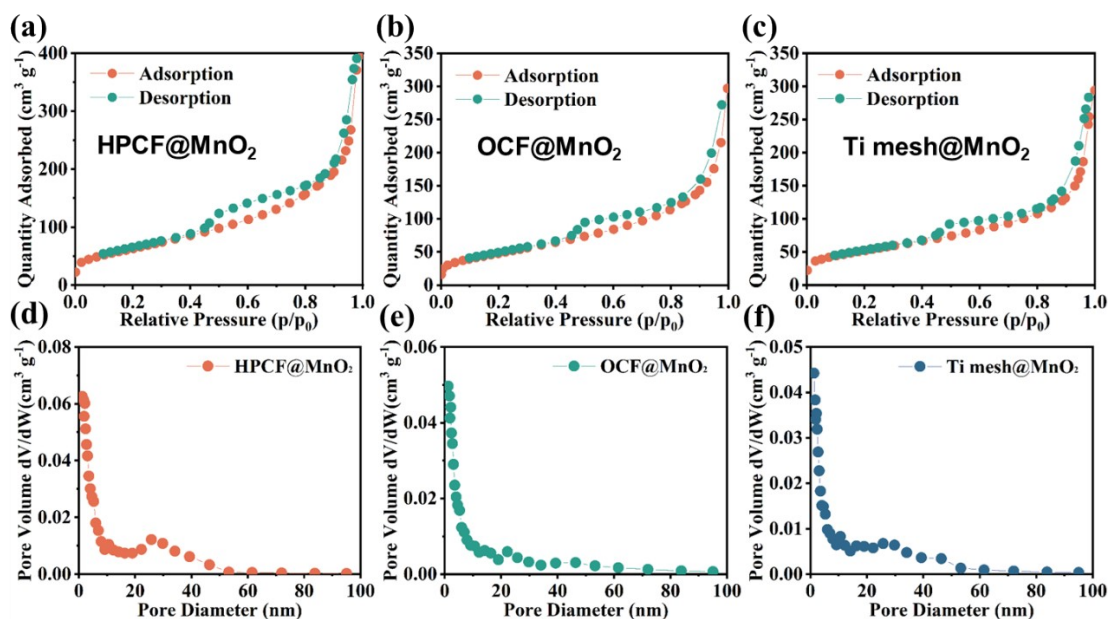 (a)
Quantity Adsorbed (cm³ g⁻¹)
400
300
200
100
0
Adsorption
Desorption
HPCF@MnO₂
0.0 0.2 0.4 0.6 0.8 1.0
Relative Pressure (p/p₀)
(b)
Quantity Adsorbed (cm³ g⁻¹)
350
300
250
200
150
100
50
0
Adsorption
Desorption
OCF@MnO₂
0.0 0.2 0.4 0.6 0.8 1.0
Relative Pressure (p/p₀)
(c)
Quantity Adsorbed (cm³ g⁻¹)
350
300
250
200
150
100
50
0
Adsorption
Desorption
Ti mesh@MnO₂
0.0 0.2 0.4 0.6 0.8 1.0
Relative Pressure (p/p₀)
(d)
Pore Volume dV/dW(cm³ g⁻¹)
0.08
0.06
0.04
0.02
0.00
HPCF@MnO₂
0 20 40 60 80 100
Pore Diameter (nm)
(e)
Pore Volume dV/dW(cm³ g⁻¹)
0.06
0.04
0.02
0.00
OCF@MnO₂
0 20 40 60 80 100
Pore Diameter (nm)
(f)
Pore Volume dV/dW(cm³ g⁻¹)
0.05
0.04
0.03
0.02
0.01
0.00
Ti mesh@MnO₂
0 20 40 60 80 100
Pore Diameter (nm)